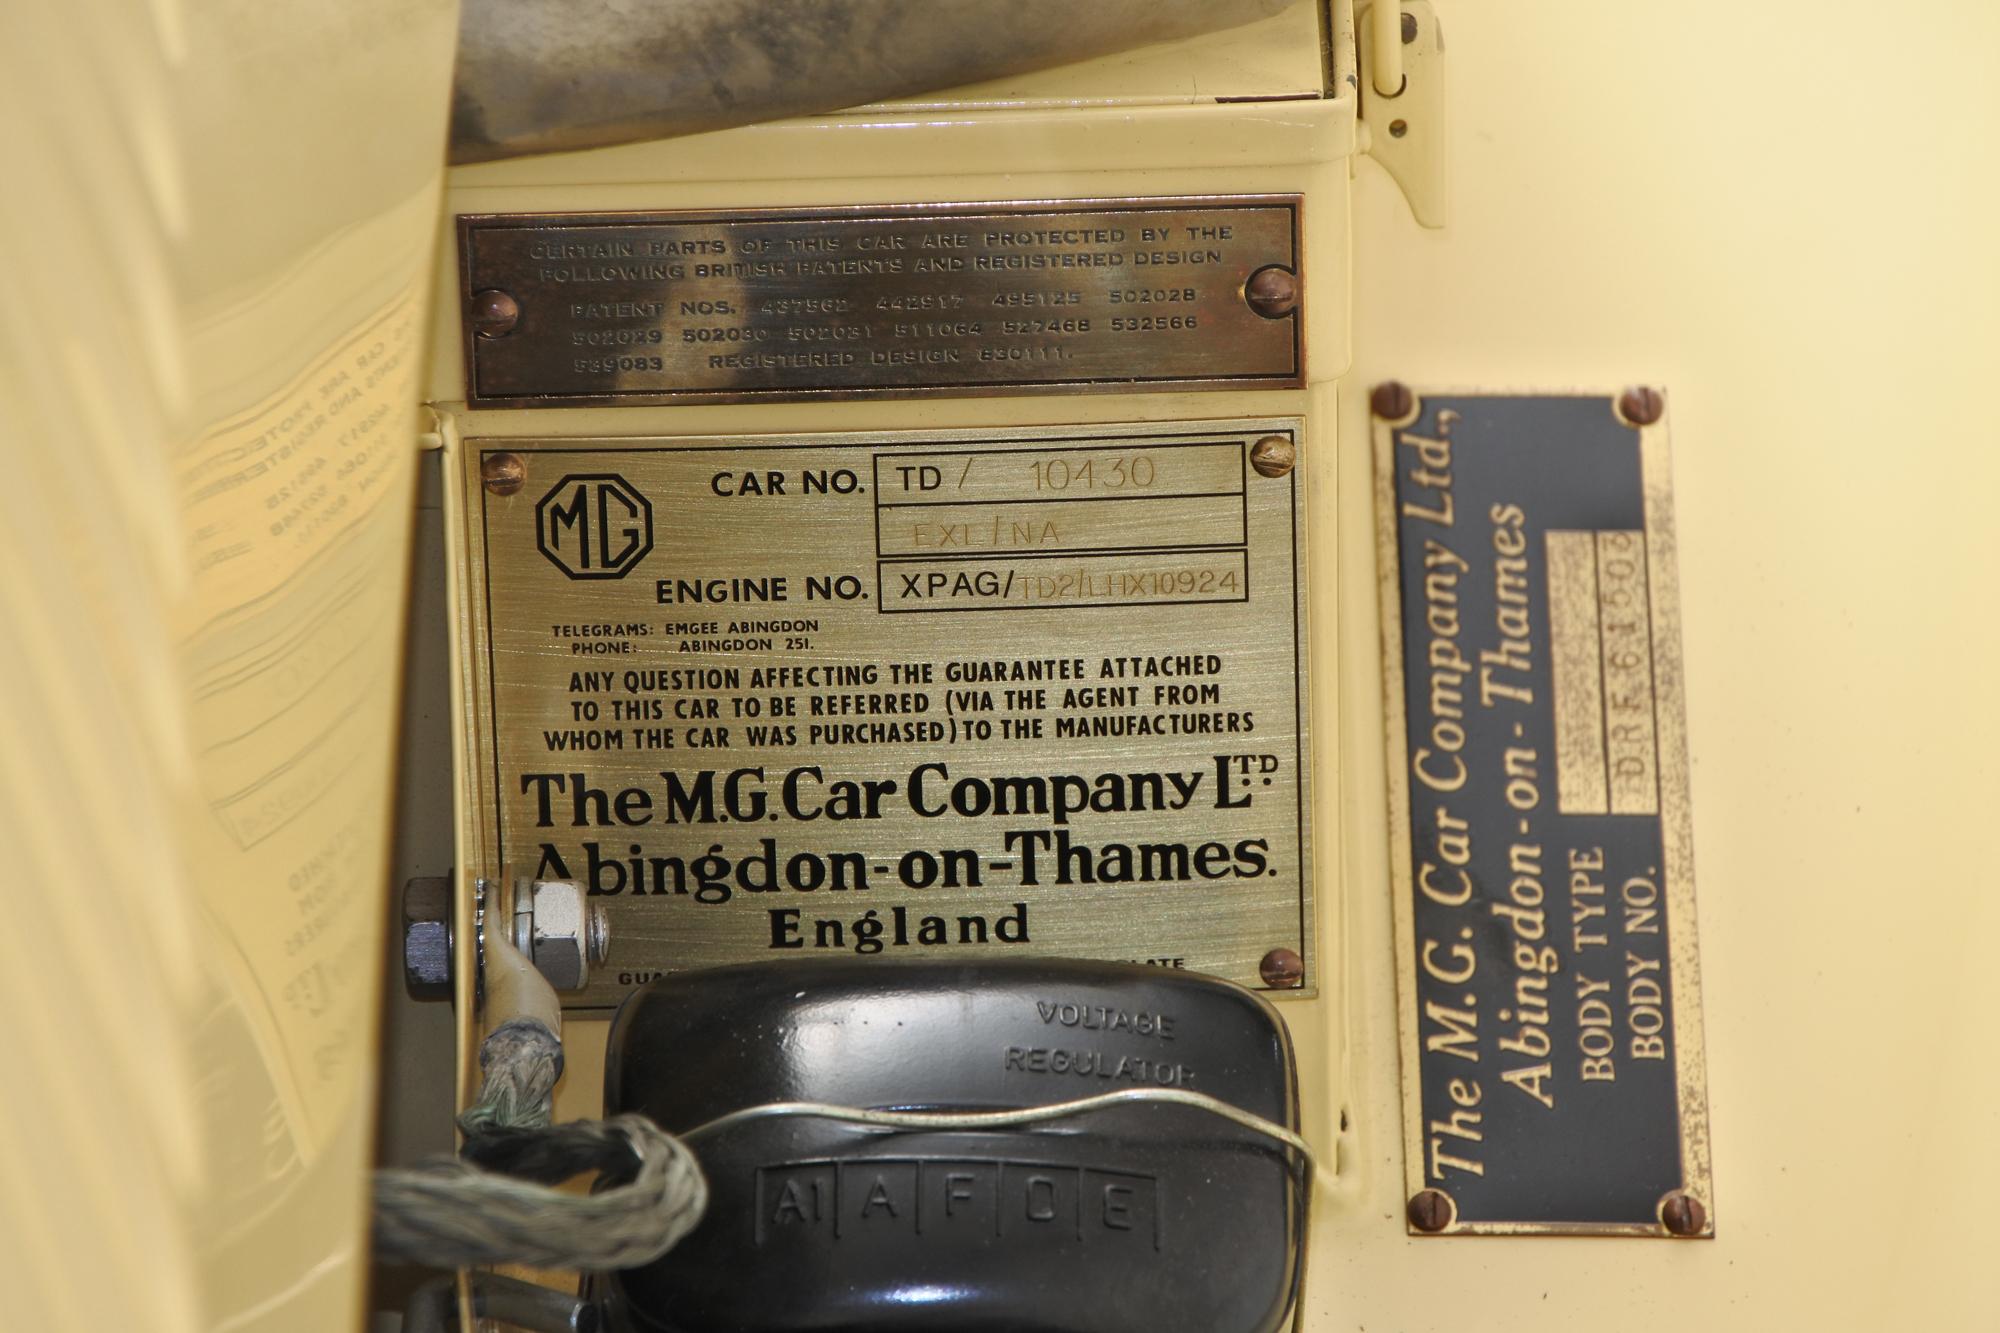 CERTAIN PARTS OF THIS CAR ARE PROTECTED BY THE
FOLLOWING BRITISH PATENTS AND REGISTERED DESIGN
PATENT NOS. 437562 442917 495125 502028
502029 502030 502031 511064 527468 532566
539083 REGISTERED DESIGN 830111.
MG
CAR NO. TD / 10430
EXL/NA
ENGINE NO. XPAG/TD2/LHX10924
TELEGRAMS: EMGEE ABINGDON
PHONE: ABINGDON 251.
ANY QUESTION AFFECTING THE GUARANTEE ATTACHED
TO THIS CAR TO BE REFERRED (VIA THE AGENT FROM
WHOM THE CAR WAS PURCHASED) TO THE MANUFACTURERS
The M.G. Car Company LTD.
Abingdon-on-Thames.
England
VOLTAGE
REGULATOR
A1 A F D E
The M.G. Car Company Ltd.,
Abingdon-on-Thames
BODY TYPE
BODY NO.